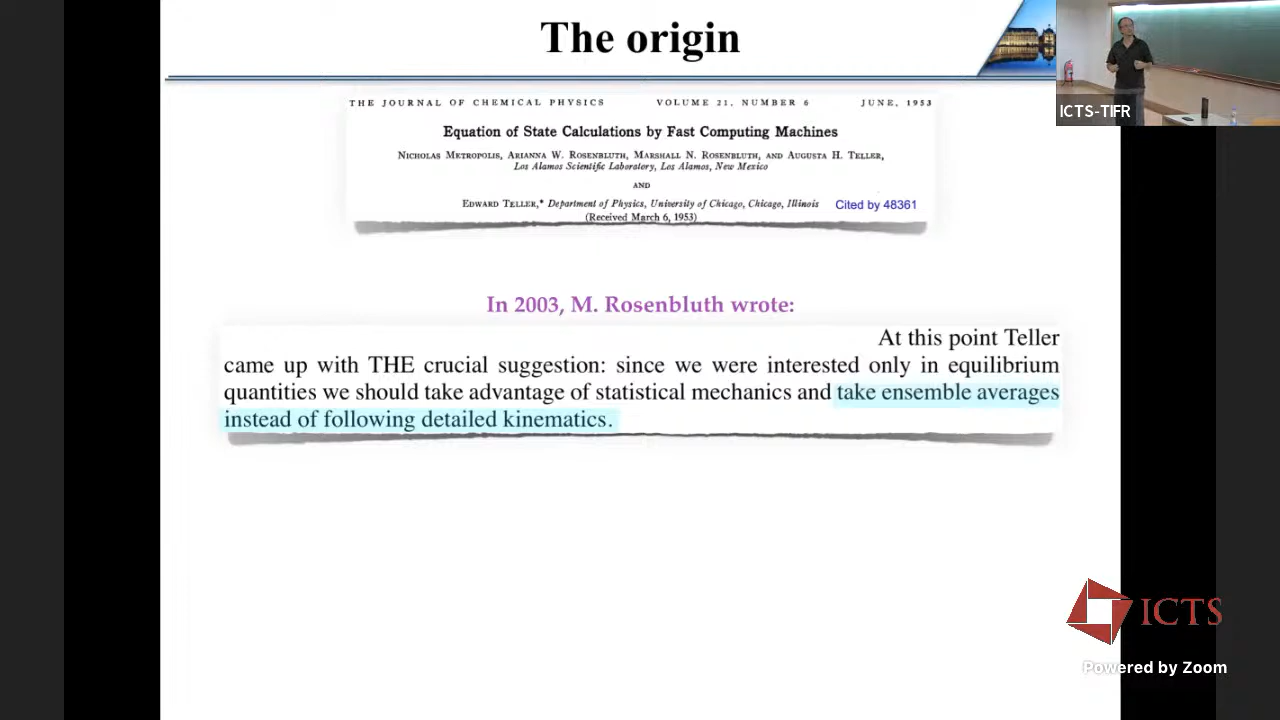 The origin
THE JOURNAL OF CHEMICAL PHYSICS VOLUME 21, NUMBER 6 JUNE, 1953
Equation of State Calculations by Fast Computing Machines
NICHOLAS METROPOLIS, ARIANNA W. ROSENBLUTH, MARSHALL N. ROSENBLUTH, AND AUGUSTA H. TELLER,
Los Alamos Scientific Laboratory, Los Alamos, New Mexico
AND
EDWARD TELLER,* Department of Physics, University of Chicago, Chicago, Illinois
Cited by 48361
(Received March 6, 1953)
In 2003, M. Rosenbluth wrote:
At this point Teller
came up with THE crucial suggestion: since we were interested only in equilibrium
quantities we should take advantage of statistical mechanics and take ensemble averages
instead of following detailed kinematics.
ICTS-TIFR
ICTS
Powered by Zoom